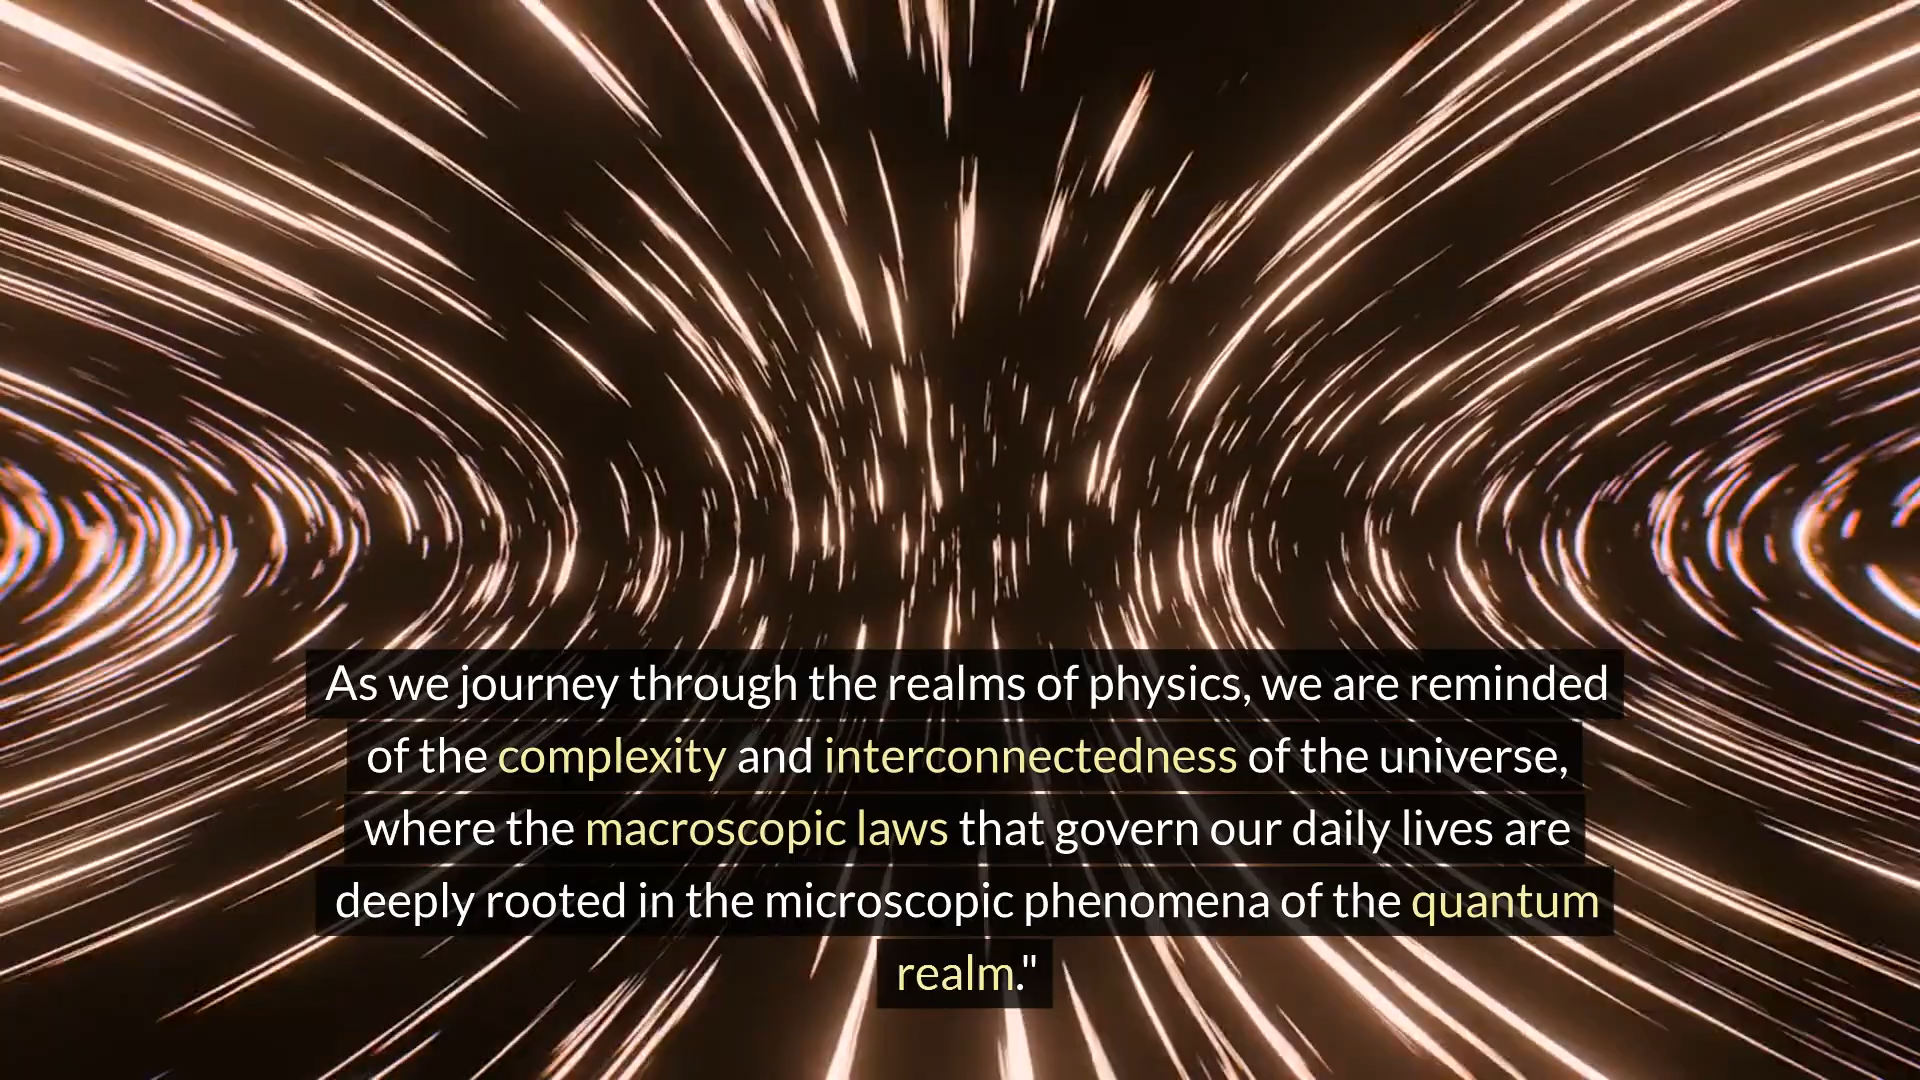 As we journey through the realms of physics, we are reminded
of the complexity and interconnectedness of the universe,
where the macroscopic laws that govern our daily lives are
deeply rooted in the microscopic phenomena of the quantum
realm."